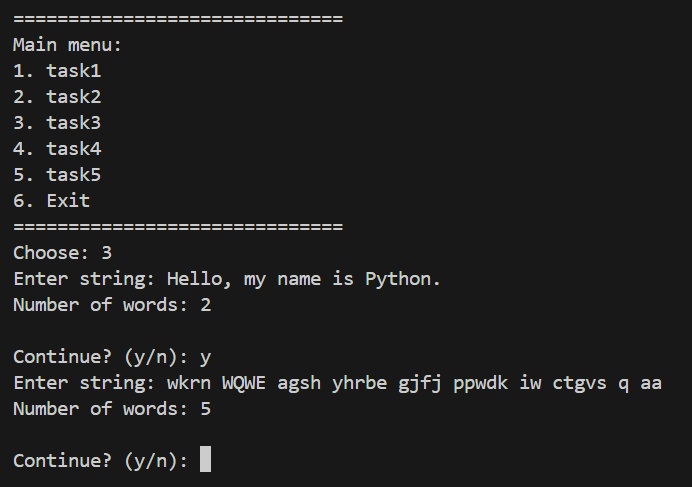 ==============================
Main menu:
1. task1
2. task2
3. task3
4. task4
5. task5
6. Exit
==============================
Choose: 3
Enter string: Hello, my name is Python.
Number of words: 2

Continue? (y/n): y
Enter string: wkrn WQWE agsh yhrbe gjfj ppwdk iw ctgvs q aa
Number of words: 5

Continue? (y/n):